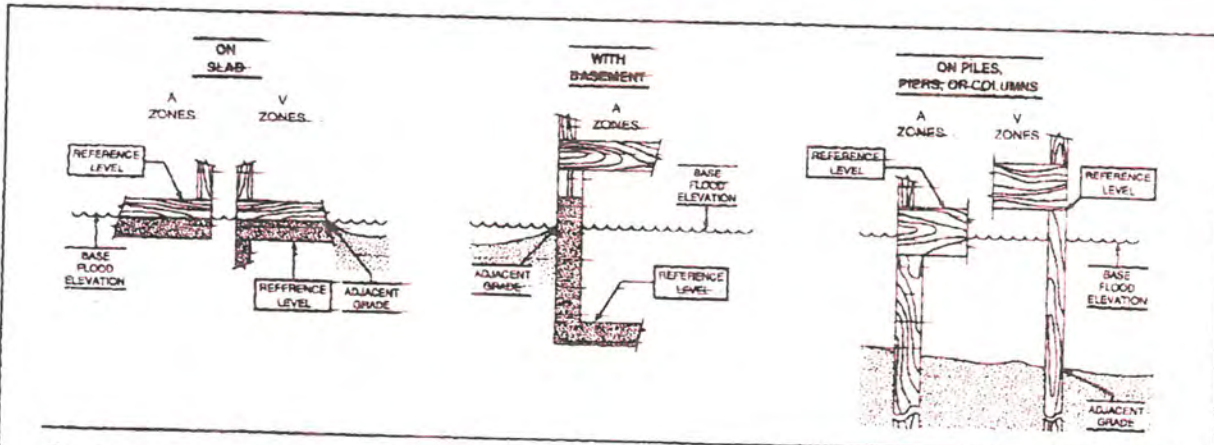 ON
SLAB
A
ZONES
V
ZONES
REFERENCE
LEVEL
BASE
FLOOD
ELEVATION
REFERENCE
LEVEL
ADJACENT
GRADE
WITH
BASEMENT
A
ZONES
BASE
FLOOD
ELEVATION
ADJACENT
GRADE
REFERENCE
LEVEL
ON PILES,
PIERS, OR COLUMNS
A
ZONES
V
ZONES
REFERENCE
LEVEL
REFERENCE
LEVEL
BASE
FLOOD
ELEVATION
ADJACENT
GRADE